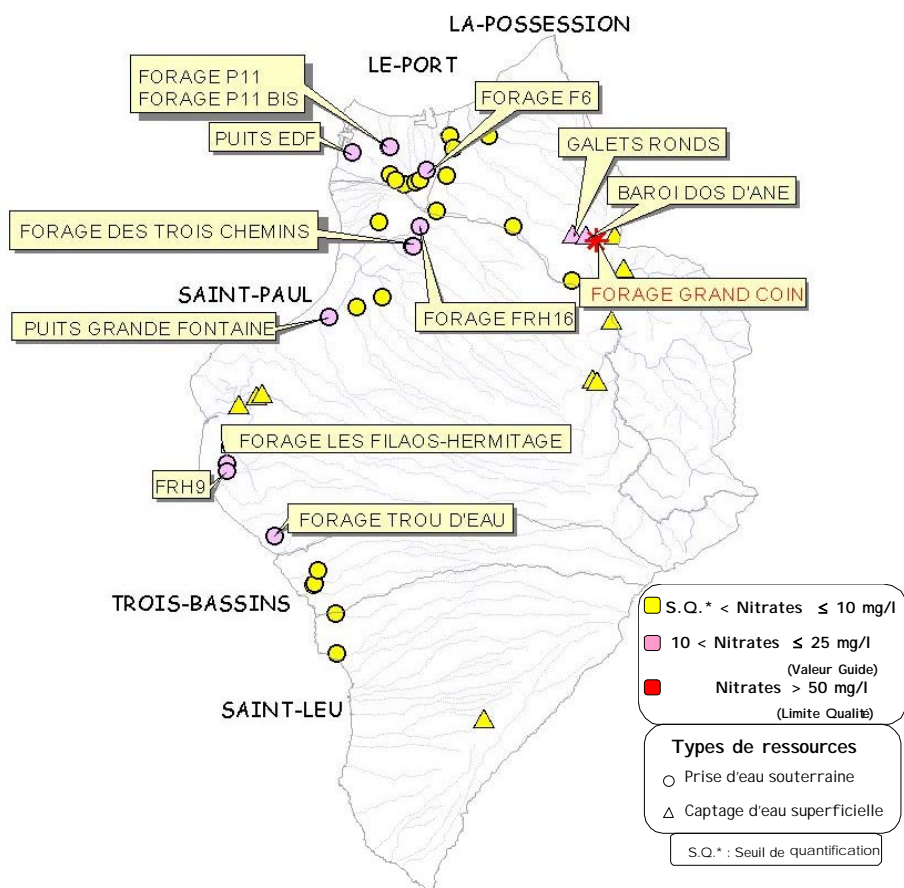 LA-POSSESSION
LE-PORT
FORAGE P11
FORAGE P11 BIS
FORAGE F6
PUITS EDF
GALETS RONDS
BAROI DOS D'ANE
FORAGE DES TROIS CHEMINS
SAINT-PAUL
FORAGE GRAND COIN
PUITS GRANDE FONTAINE
FORAGE FRH16
FORAGE LES FILAOS-HERMITAGE
FRH9
FORAGE TROU D'EAU
TROIS-BASSINS
SAINT-LEU
S.Q.* < Nitrates ≤ 10 mg/l
10 < Nitrates ≤ 25 mg/l
(Valeur Guide)
Nitrates > 50 mg/l
(Limite Qualité)
Types de ressources
Prise d'eau souterraine
Captage d'eau superficielle
S.Q.* : Seuil de quantification